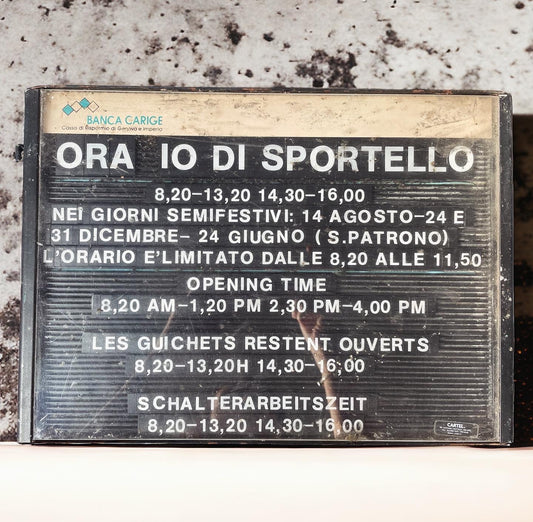 BANCA CARIGE
Cassa di Risparmio di Genova e Imperia
ORA IO DI SPORTELLO
8,20-13,20 14,30-16,00
NEI GIORNI SEMIFESTIVI: 14 AGOSTO-24 E
31 DICEMBRE- 24 GIUGNO ( S.PATRONO)
L'ORARIO E'LIMITATO DALLE 8,20 ALLE 11,50
OPENING TIME
8,20 AM-1,20 PM 2,30 PM-4,00 PM
LES GUICHETS RESTENT OUVERTS
8,20-13,20H 14,30-16,00
SCHALTERARBEITSZEIT
8,20-13,20 14,30-16,00
CARTEL